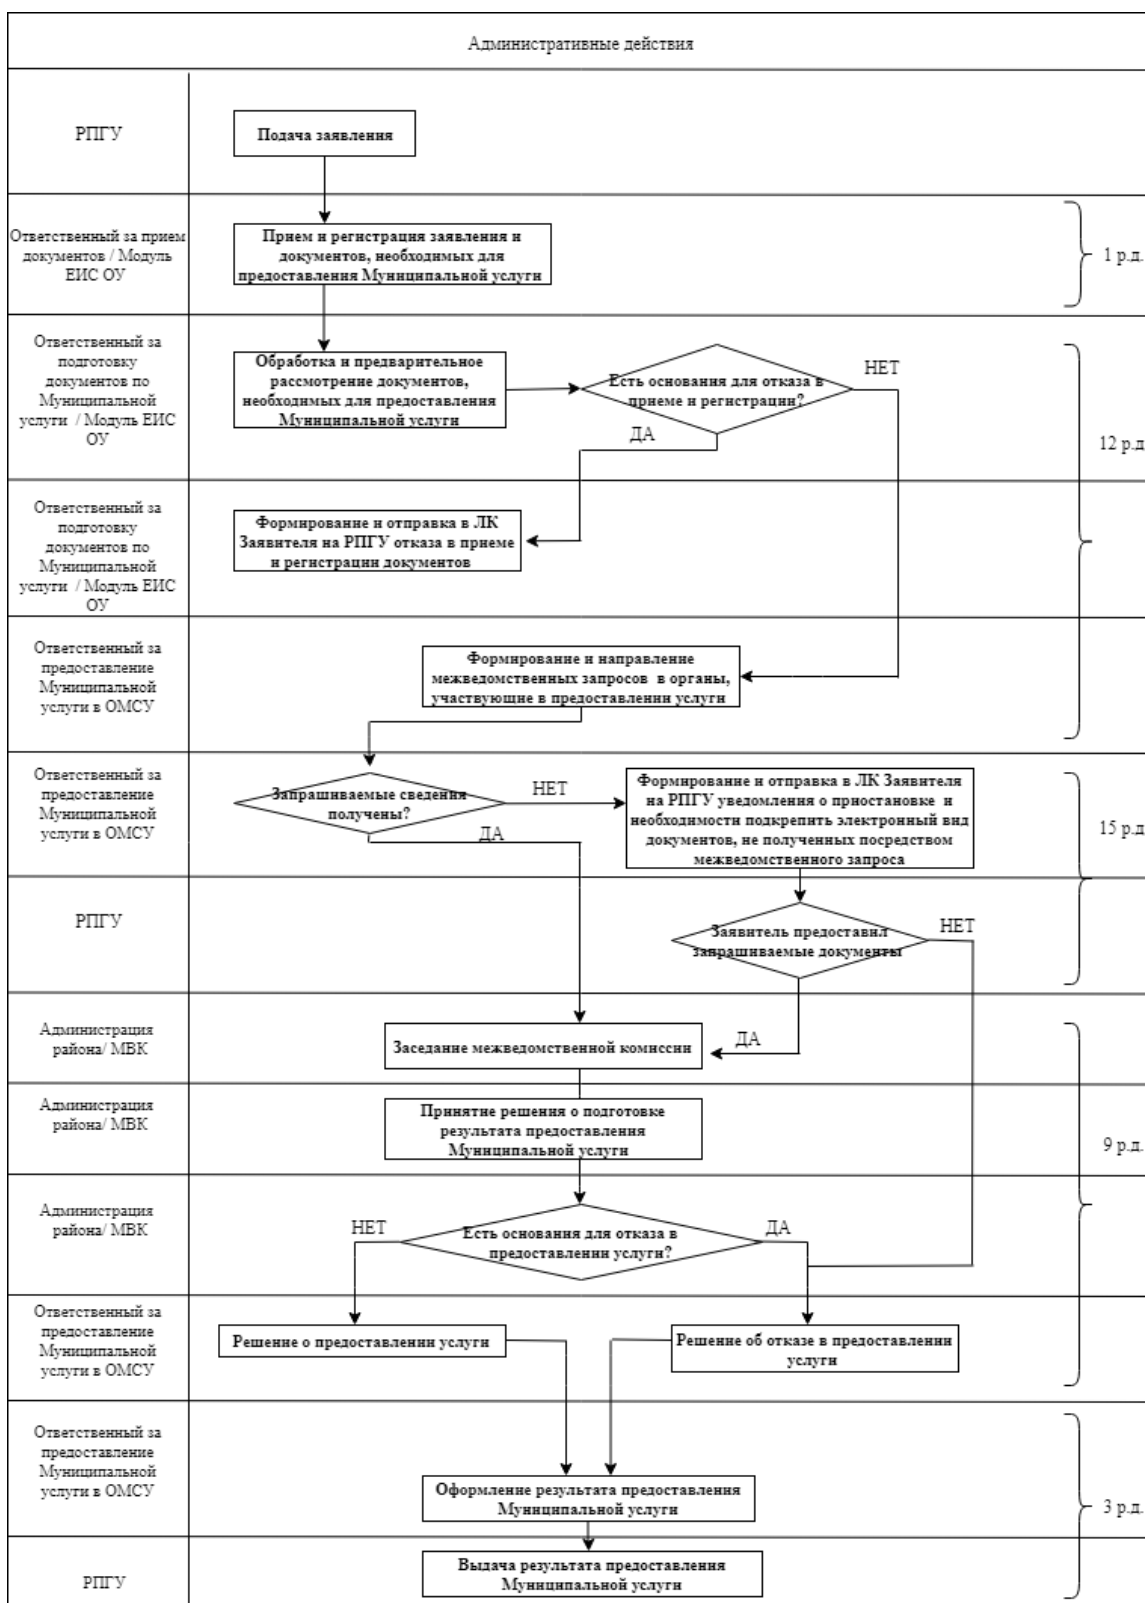 Административные действия
РПГУ
Подача заявления
Ответственный за прием
документов / Модуль
ЕИС ОУ
Прием и регистрация заявления и
документов, необходимых для
предоставления Муниципальной услуги
1 р.д.
Ответственный за
подготовку
документов по
Муниципальной
услуги / Модуль ЕИС
ОУ
Обработка и предварительное
рассмотрение документов,
необходимых для предоставления
Муниципальной услуги
Есть основания для отказа в
приеме и регистрации?
НЕТ
ДА
12 р.д
Ответственный за
подготовку
документов по
Муниципальной
услуги / Модуль ЕИС
ОУ
Формирование и отправка в ЛК
Заявителя на РПГУ отказа в приеме
и регистрации документов
Ответственный за
предоставление
Муниципальной
услуги в ОМСУ
Формирование и направление
межведомственных запросов в органы,
участвующие в предоставлении услуги
Ответственный за
предоставление
Муниципальной
услуги в ОМСУ
Запрашиваемые сведения
получены?
НЕТ
ДА
Формирование и отправка в ЛК Заявителя
на РПГУ уведомления о приостановке и
необходимости подкрепить электронный вид
документов, не полученных посредством
межведомственного запроса
15 р.д
РПГУ
Заявитель предоставил
запрашиваемые документы
НЕТ
ДА
Администрация
района/ МВК
Заседание межведомственной комиссии
Администрация
района/ МВК
Принятие решения о подготовке
результата предоставления
Муниципальной услуги
9 р.д.
Администрация
района/ МВК
НЕТ
Есть основания для отказа в
предоставлении услуги?
ДА
Ответственный за
предоставление
Муниципальной
услуги в ОМСУ
Решение о предоставлении услуги
Решение об отказе в предоставлении
услуги
Ответственный за
предоставление
Муниципальной
услуги в ОМСУ
Оформление результата предоставления
Муниципальной услуги
3 р.д.
РПГУ
Выдача результата предоставления
Муниципальной услуги